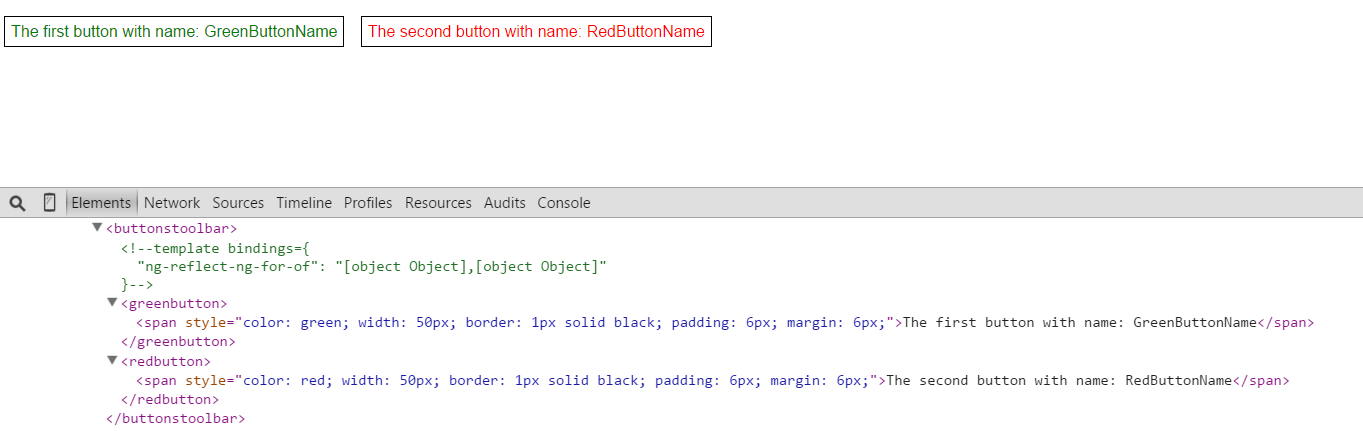 The first button with name: GreenButtonName The second button with name: RedButtonName
Elements Network Sources Timeline Profiles Resources Audits Console
<buttonstoolbar>
<!--template bindings={
"ng-reflect-ng-for-of": "[object Object],[object Object]"
}-->
<greenbutton>
<span style="color: green; width: 50px; border: 1px solid black; padding: 6px; margin: 6px;">The first button with name: GreenButtonName</span>
</greenbutton>
<redbutton>
<span style="color: red; width: 50px; border: 1px solid black; padding: 6px; margin: 6px;">The second button with name: RedButtonName</span>
</redbutton>
</buttonstoolbar>